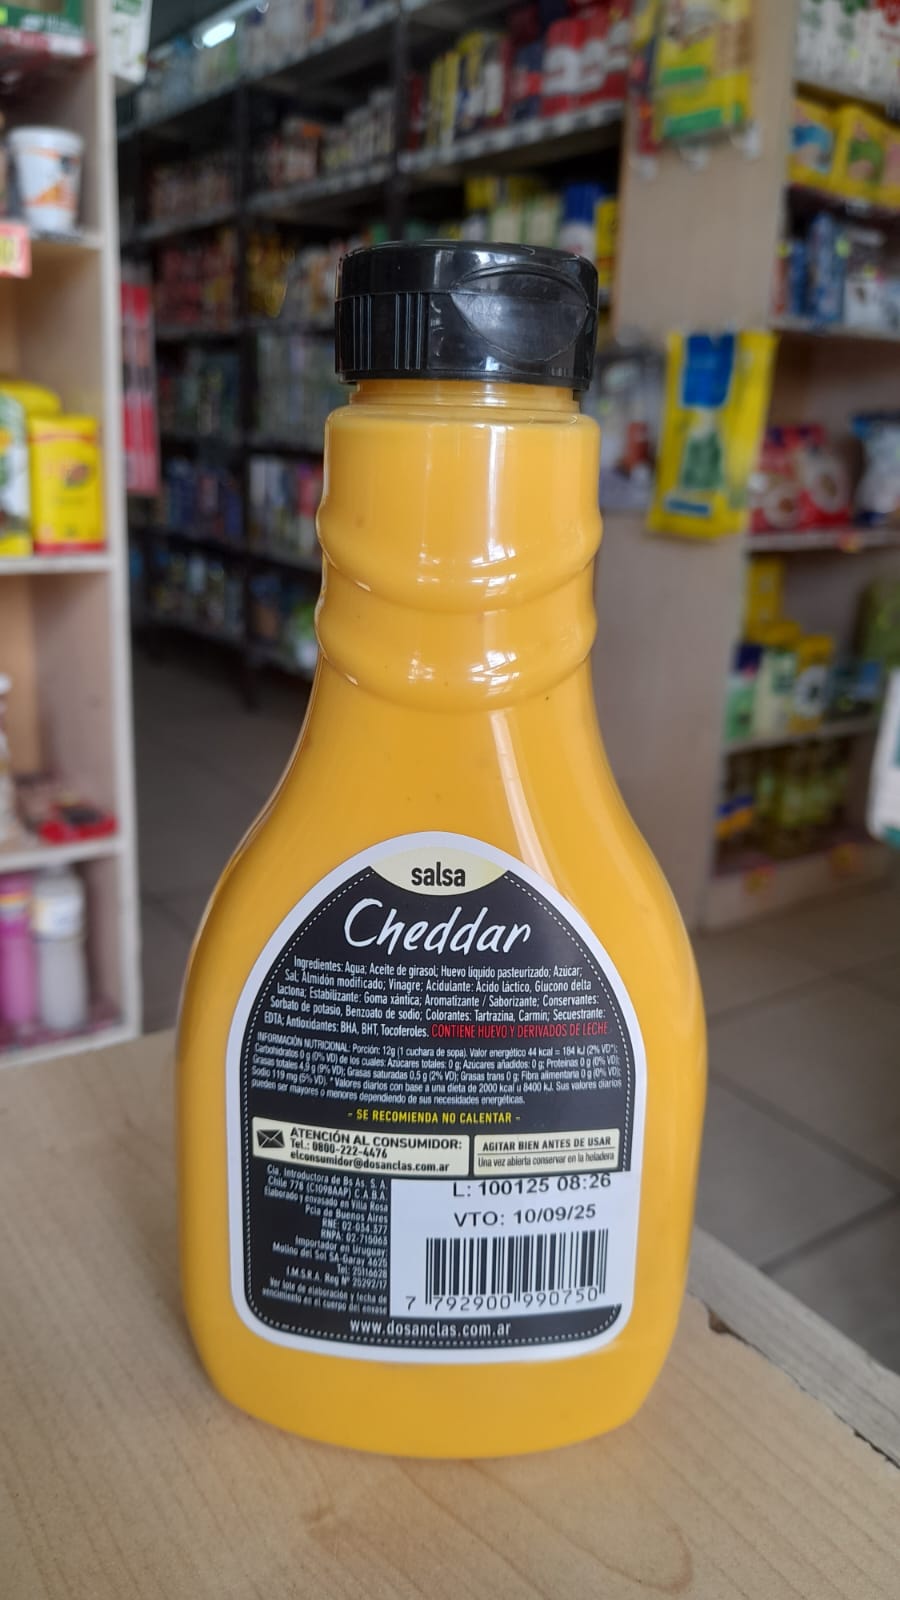 salsa
Cheddar
Ingredientes: Agua; Aceite de girasol; Huevo líquido pasteurizado; Azúcar;
Sal; Almidón modificado; Vinagre; Acidulante: Ácido láctico, Glucono delta
lactona; Estabilizante: Goma xántica; Aromatizante / Saborizante; Conservantes:
Sorbato de potasio, Benzoato de sodio; Colorantes: Tartrazina, Carmín; Secuestrante:
EDTA; Antioxidantes: BHA, BHT, Tocoferoles. CONTIENE HUEVO Y DERIVADOS DE LECHE.
INFORMACIÓN NUTRICIONAL: Porción: 12g (1 cuchara de sopa). Valor energético 44 kcal = 184 kJ (2% VD*);
Carbohidratos 0 g (0% VD) de los cuales: Azúcares totales: 0 g; Azúcares añadidos: 0 g; Proteínas: 0 g (0% VD);
Grasas totales 4,9 g (9% VD); Grasas saturadas 0,5 g (2% VD); Grasas trans 0 g; Fibra alimentaria 0 g (0% VD);
Sodio 119 mg (5% VD). * Valores diarios con base a una dieta de 2000 kcal u 8400 kJ. Sus valores diarios
pueden ser mayores o menores dependiendo de sus necesidades energéticas.
- SE RECOMIENDA NO CALENTAR -
ATENCIÓN AL CONSUMIDOR:
Tel.: 0800-222-4476
elconsumidor@dosanclas.com.ar
AGITAR BIEN ANTES DE USAR
Una vez abierta conservar en la heladera
Cía. Introductora de Bs As. S. A.
Chile 778 (C1098AAP) C.A.B.A.
Elaborado y envasado en Villa Rosa
Pcia de Buenos Aires
RNE: 02-034.377
RNPA: 02-715063
Importador en Uruguay:
Molino del Sol SA-Garay 4625
Tel: 25116628
I.M.S.R.A. Reg Nº 25292/17
Ver lote de elaboración y fecha de
vencimiento en el cuerpo del envase
L: 100125 08:26
VTO: 10/09/25
7 792900 990750
www.dosanclas.com.ar